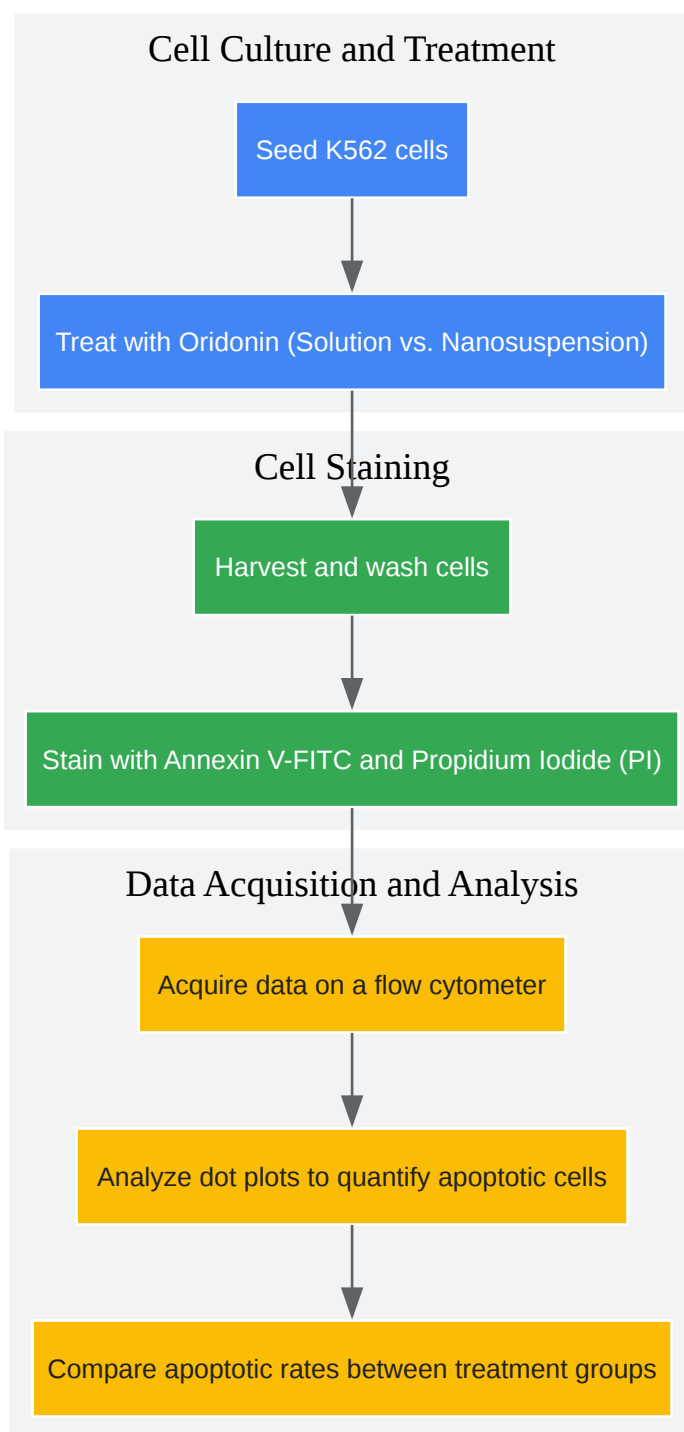 Cell Culture and Treatment
Seed K562 cells
Treat with Oridonin (Solution vs. Nanosuspension)
Cell Staining
Harvest and wash cells
Stain with Annexin V-FITC and Propidium Iodide (PI)
Data Acquisition and Analysis
Acquire data on a flow cytometer
Analyze dot plots to quantify apoptotic cells
Compare apoptotic rates between treatment groups